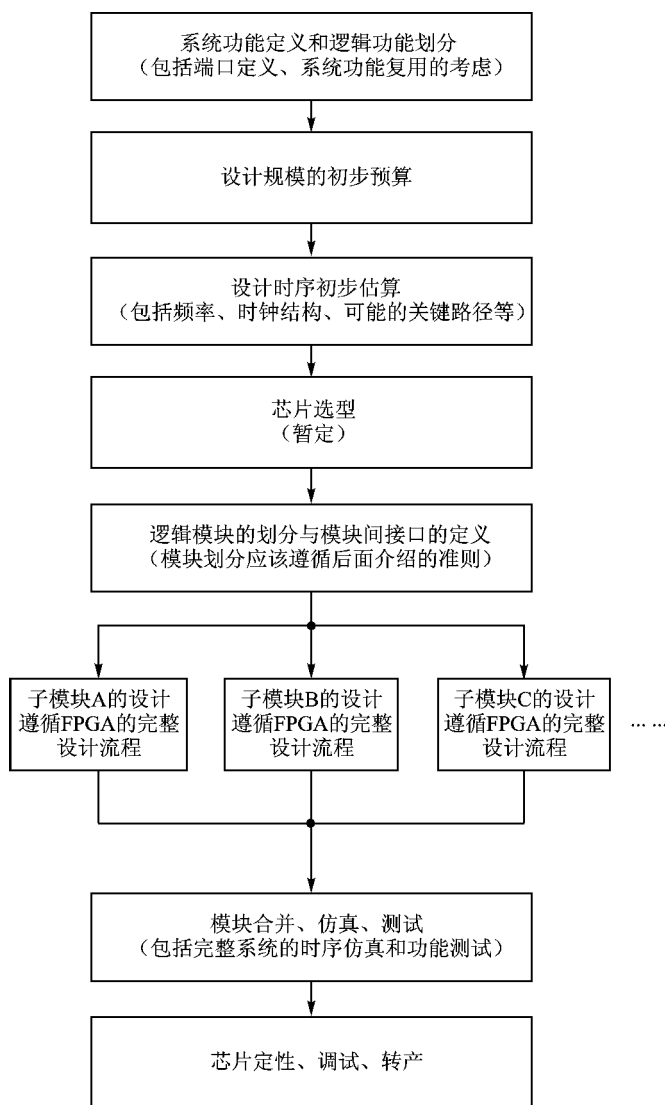 系统功能定义和逻辑功能划分
（包括端口定义、系统功能复用的考虑）
设计规模的初步预算
设计时序初步估算
（包括频率、时钟结构、可能的关键路径等）
芯片选型
（暂定）
逻辑模块的划分与模块间接口的定义
（模块划分应该遵循后面介绍的准则）
子模块A的设计
遵循FPGA的完整
设计流程
子模块B的设计
遵循FPGA的完整
设计流程
子模块C的设计
遵循FPGA的完整
设计流程
... ...
模块合并、仿真、测试
（包括完整系统的时序仿真和功能测试）
芯片定性、调试、转产